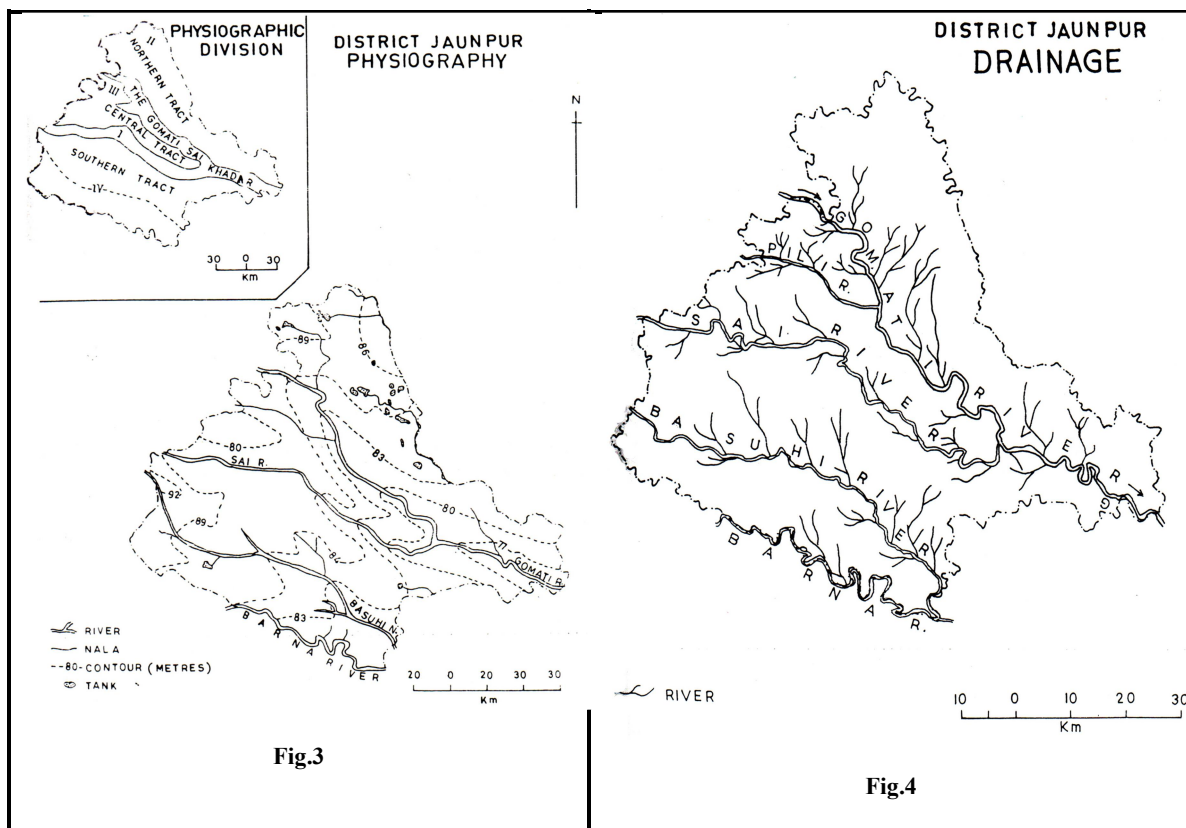 PHYSIOGRAPHIC
DIVISION
II
NORTHERN TRACT
III
THE GOMATI SAI KHADAR
CENTRAL TRACT
I
SOUTHERN TRACT
IV
30 0 30
Km
DISTRICT JAUNPUR
PHYSIOGRAPHY
N
89
86
83
80
SAI R.
92
89
80
77
GOMATI R.
83
BASUHI N.
BARNA RIVER
RIVER
NALA
--80- CONTOUR (METRES)
TANK
20 0 10 20 30
Km
Fig.3
DISTRICT JAUNPUR
DRAINAGE
GOMATI RIVER
PILI R.
SAI RIVER
BASUHI RIVER
BARNA R.
G
RIVER
10 0 10 20 30
Km
Fig.4